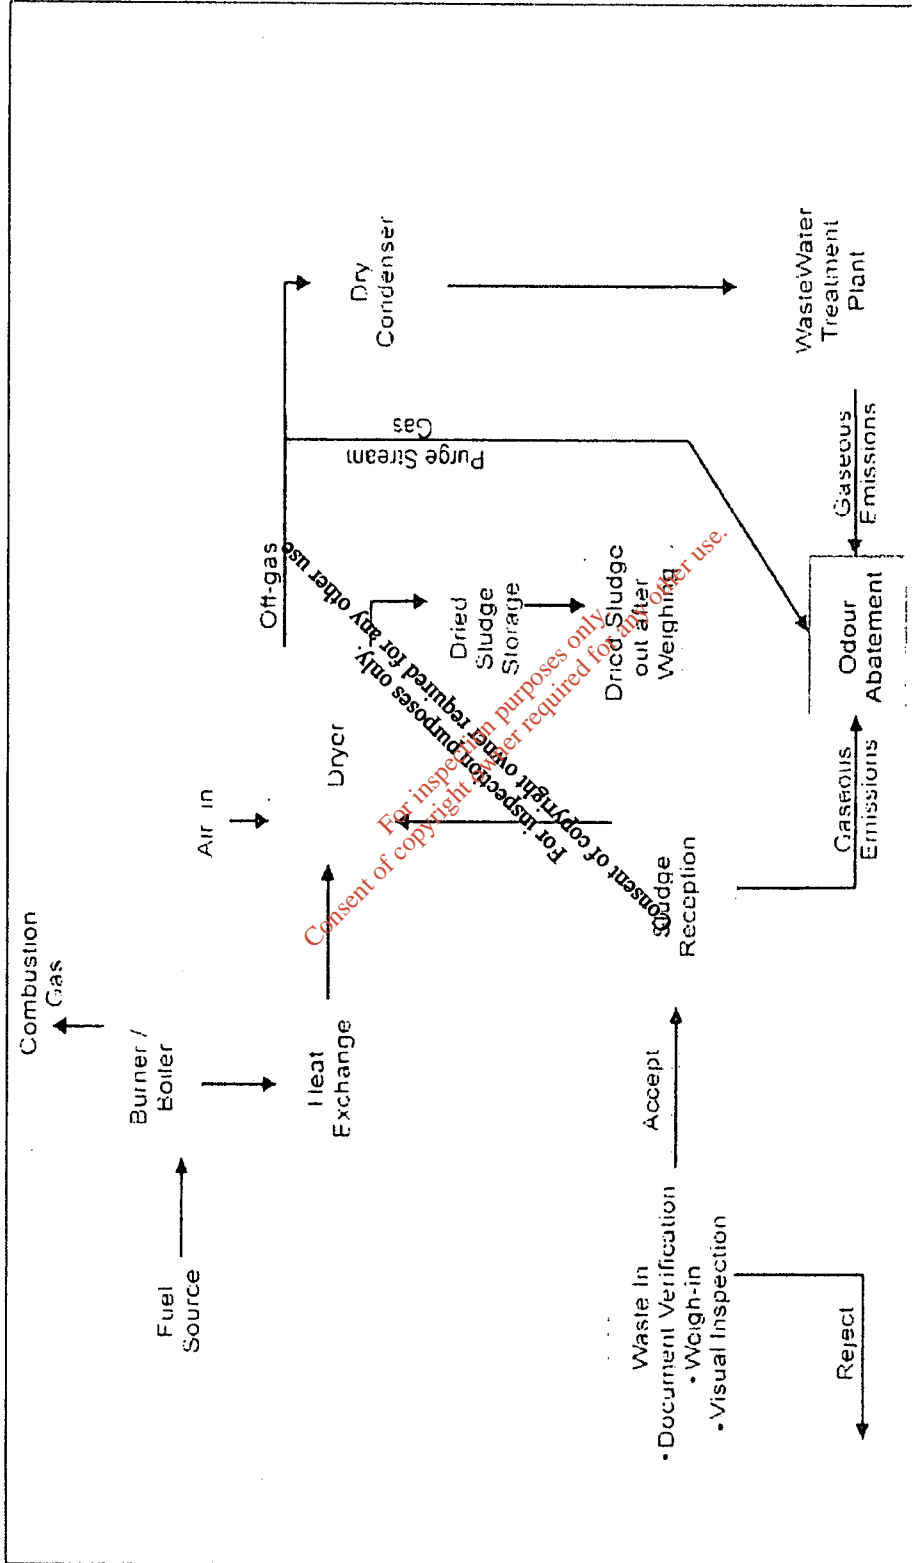 Combustion
Gas
Fuel
Source
Burner /
Boiler
Air in
Off-gas
Heat
Exchange
Dryer
Purge Stream
Gas
Dry
Condenser
Dried
Sludge
Storage
Dried Sludge
out after
Weighing
Waste In
• Document Verification
• Weigh-in
• Visual Inspection
Accept
Sludge
Reception
Reject
Gaseous
Emissions
Odour
Abatement
Gaseous
Emissions
WasteWater
Treatment
Plant
For inspection purposes only.
Consent of copyright owner required for any other use
For inspection purposes only.
Consent of copyright owner required for any other use.